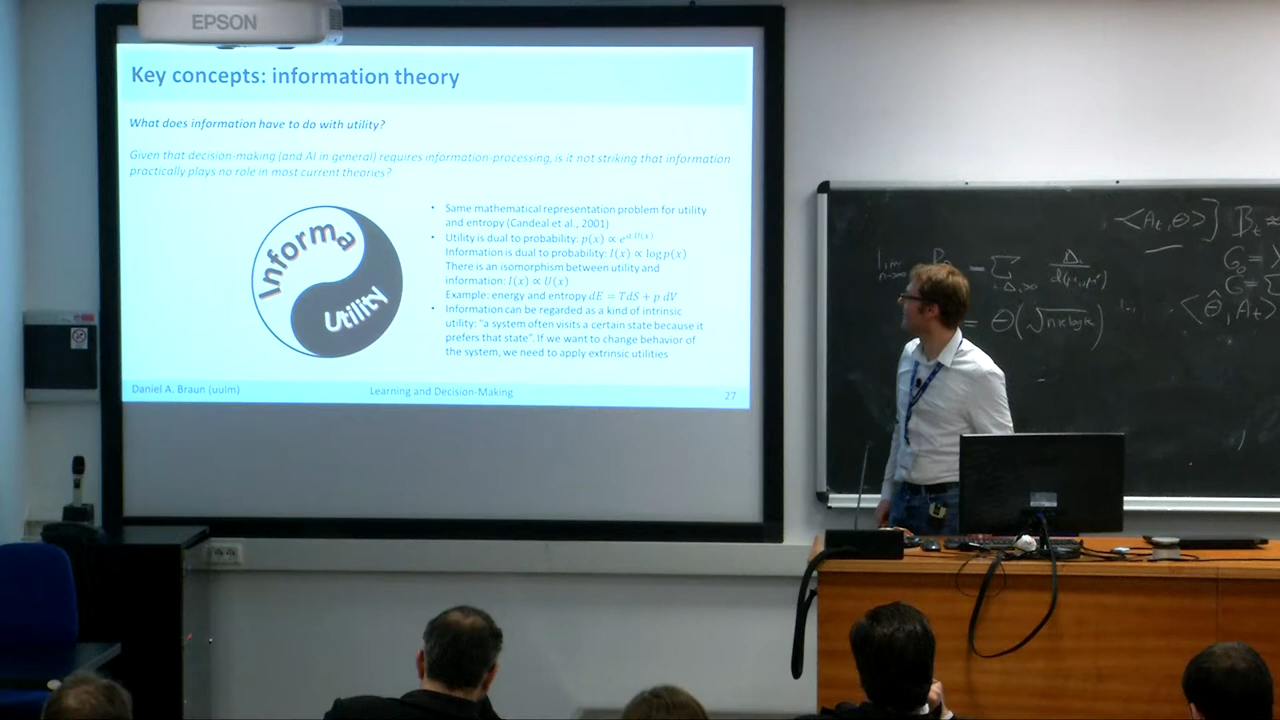 EPSON
Key concepts: information theory
What does information have to do with utility?
Given that decision-making (and AI in general) requires information-processing, is it not striking that information
practically plays no role in most current theories?
Informa
Utility
• Same mathematical representation problem for utility
and entropy (Candeal et al., 2001)
• Utility is dual to probability: p(x) ∝ e^{α U(x)}
Information is dual to probability: I(x) ∝ log p(x)
There is an isomorphism between utility and
information: I(x) ∝ U(x)
Example: energy and entropy dE = TdS + p dV
• Information can be regarded as a kind of intrinsic
utility: "a system often visits a certain state because it
prefers that state". If we want to change behavior of
the system, we need to apply extrinsic utilities
Daniel A. Braun (uulm) Learning and Decision-Making 27
⟨A_t, Θ⟩] B_t ≈
lim n→∞
= Θ(√(nK log K))
⟨Θ̂, A_t⟩